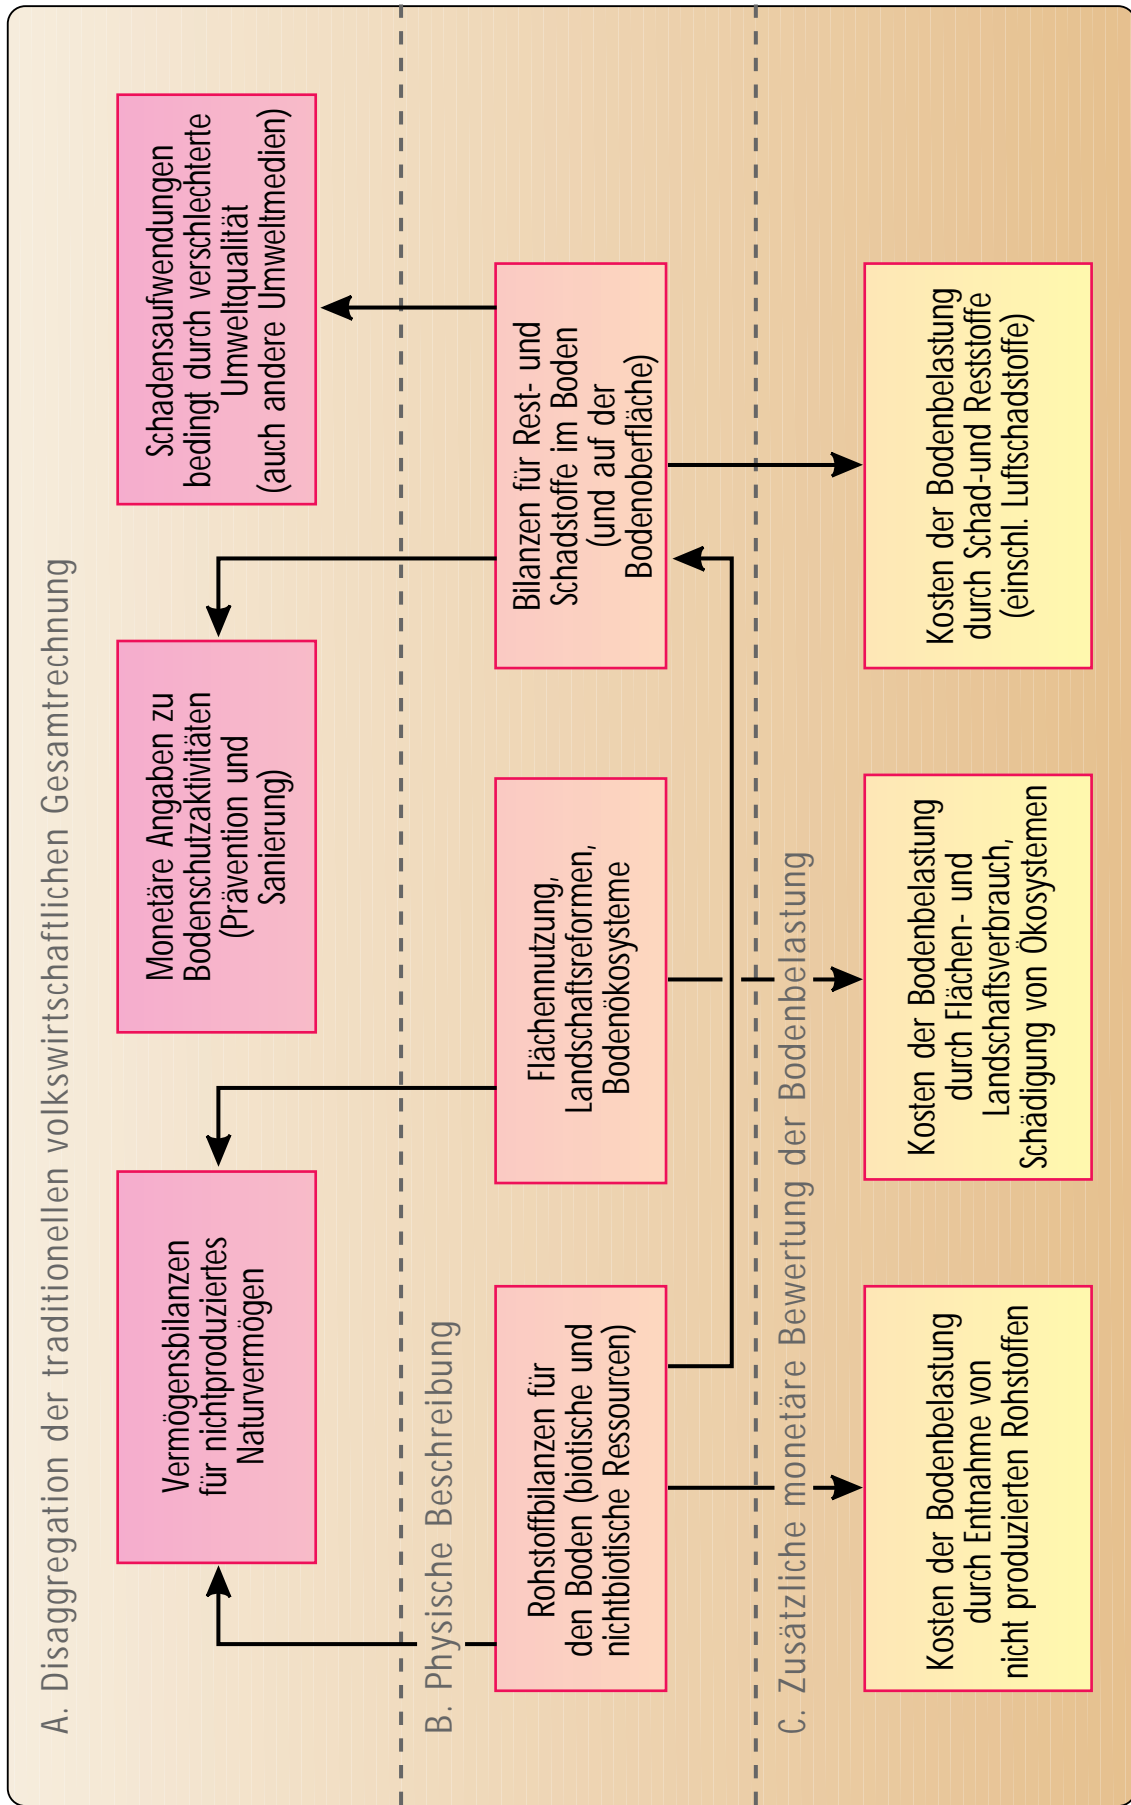 A. Disaggregation der traditionellen volkswirtschaftlichen Gesamtrechnung
Vermögensbilanzen
für nichtproduziertes
Naturvermögen
Monetäre Angaben zu
Bodenschutzaktivitäten
(Prävention und
Sanierung)
Schadensaufwendungen
bedingt durch verschlechterte
Umweltqualität
(auch andere Umweltmedien)
B. Physische Beschreibung
Rohstoffbilanzen für
den Boden (biotische und
nichtbiotische Ressourcen)
Flächennutzung,
Landschaftsreformen,
Bodenökosysteme
Bilanzen für Rest- und
Schadstoffe im Boden
(und auf der
Bodenoberfläche)
C. Zusätzliche monetäre Bewertung der Bodenbelastung
Kosten der Bodenbelastung
durch Entnahme von
nicht produzierten Rohstoffen
Kosten der Bodenbelastung
durch Flächen- und
Landschaftsverbrauch,
Schädigung von Ökosystemen
Kosten der Bodenbelastung
durch Schad-und Reststoffe
(einschl. Luftschadstoffe)